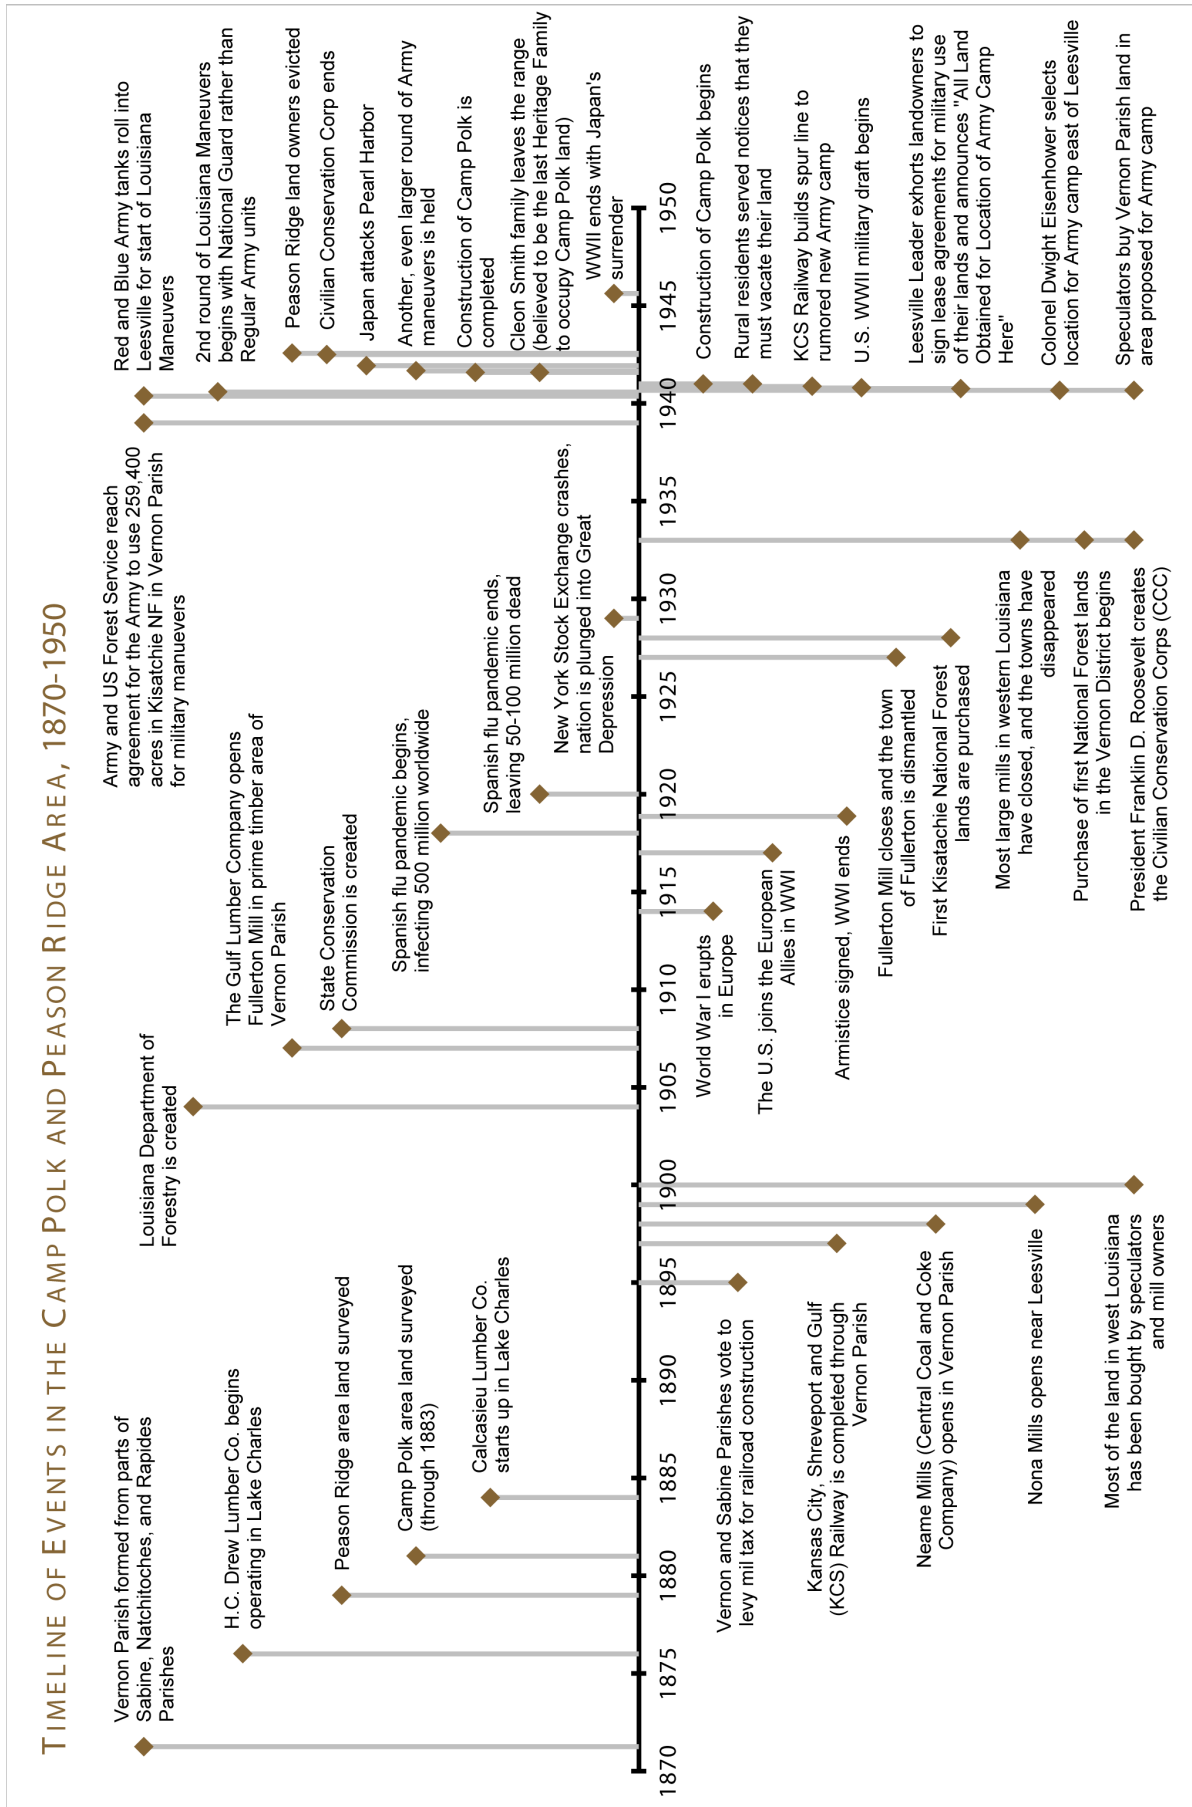 TIMELINE OF EVENTS IN THE CAMP POLK AND PEASON RIDGE AREA, 1870-1950
Vernon Parish formed from parts of
Sabine, Natchitoches, and Rapides
Parishes
H.C. Drew Lumber Co. begins
operating in Lake Charles
Peason Ridge area land surveyed
Camp Polk area land surveyed
(through 1883)
Calcasieu Lumber Co.
starts up in Lake Charles
Louisiana Department of
Forestry is created
The Gulf Lumber Company opens
Fullerton Mill in prime timber area of
Vernon Parish
State Conservation
Commission is created
Spanish flu pandemic begins,
infecting 500 million worldwide
Spanish flu pandemic ends,
leaving 50-100 million dead
New York Stock Exchange crashes,
nation is plunged into Great
Depression
Army and US Forest Service reach
agreement for the Army to use 259,400
acres in Kisatchie NF in Vernon Parish
for military manuevers
Red and Blue Army tanks roll into
Leesville for start of Louisiana
Maneuvers
2nd round of Louisiana Maneuvers
begins with National Guard rather than
Regular Army units
Peason Ridge land owners evicted
Civilian Conservation Corp ends
Japan attacks Pearl Harbor
Another, even larger round of Army
maneuvers is held
Construction of Camp Polk is
completed
Cleon Smith family leaves the range
(believed to be the last Heritage Family
to occupy Camp Polk land)
WWII ends with Japan's
surrender
1870
1875
1880
1885
1890
1895
1900
1905
1910
1915
1920
1925
1930
1935
1940
1945
1950
Vernon and Sabine Parishes vote to
levy mil tax for railroad construction
Kansas City, Shreveport and Gulf
(KCS) Railway is completed through
Vernon Parish
Neame Mills (Central Coal and Coke
Company) opens in Vernon Parish
Nona Mills opens near Leesville
Most of the land in west Louisiana
has been bought by speculators
and mill owners
World War I erupts
in Europe
The U.S. joins the European
Allies in WWI
Armistice signed, WWI ends
Fullerton Mill closes and the town
of Fullerton is dismantled
First Kisatachie National Forest
lands are purchased
Most large mills in western Louisiana
have closed, and the towns have
disappeared
Purchase of first National Forest lands
in the Vernon District begins
President Franklin D. Roosevelt creates
the Civilian Conservation Corps (CCC)
Construction of Camp Polk begins
Rural residents served notices that they
must vacate their land
KCS Railway builds spur line to
rumored new Army camp
U.S. WWII military draft begins
Leesville Leader exhorts landowners to
sign lease agreements for military use
of their lands and announces "All Land
Obtained for Location of Army Camp
Here"
Colonel Dwight Eisenhower selects
location for Army camp east of Leesville
Speculators buy Vernon Parish land in
area proposed for Army camp